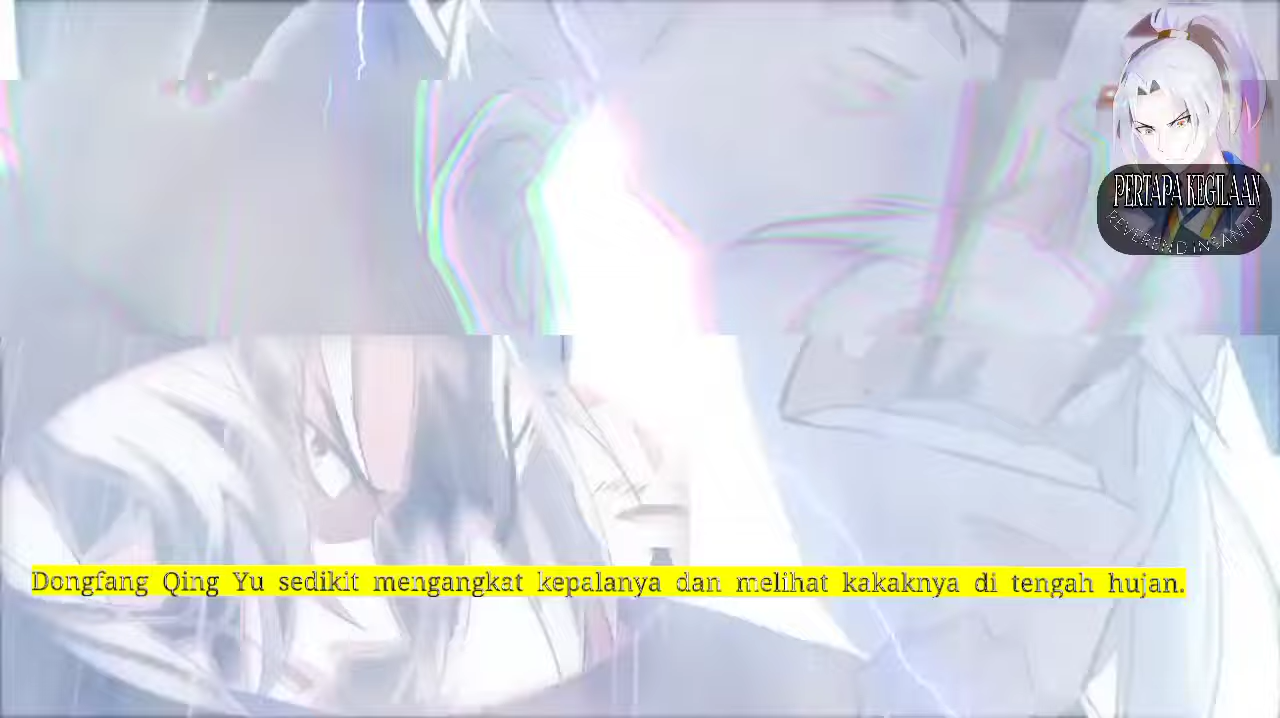 PERTAPA KEGILAAN
REVEREND INSANITY
Dongfang Qing Yu sedikit mengangkat kepalanya dan melihat kakaknya di tengah hujan.